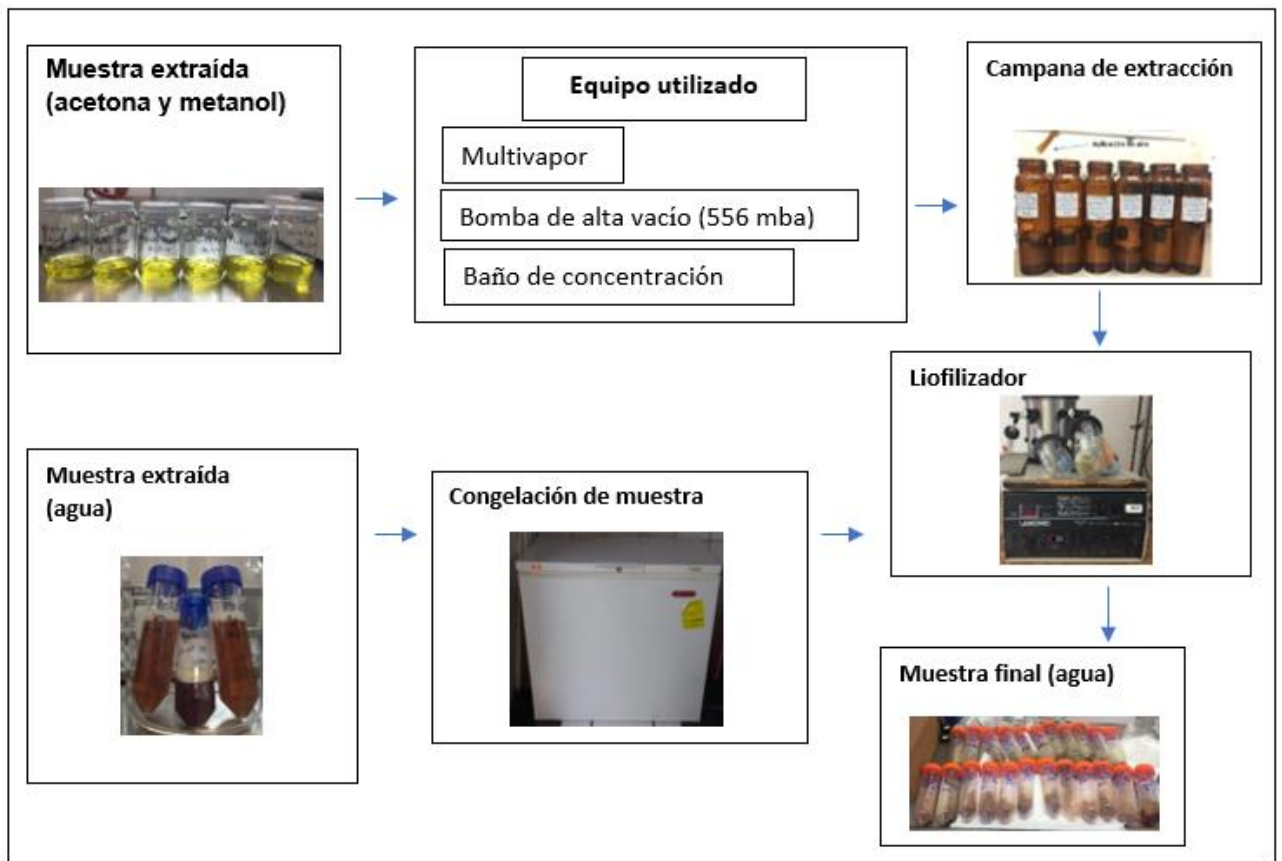 Muestra extraída
(acetona y metanol)
Equipo utilizado
Multivapor
Bomba de alta vacío (556 mba)
Baño de concentración
Campana de extracción
Liofilizador
Muestra extraída
(agua)
Congelación de muestra
Muestra final (agua)